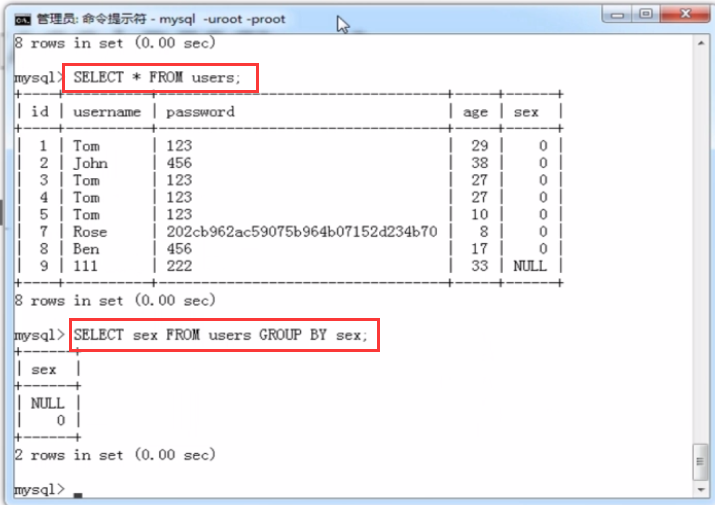 管理员: 命令提示符 - mysql  -uroot -proot
8 rows in set (0.00 sec)
mysql> SELECT * FROM users;
+----+----------+----------------------------------+-----+------+
| id | username | password                         | age | sex  |
+----+----------+----------------------------------+-----+------+
|  1 | Tom      | 123                              |  29 |    0 |
|  2 | John     | 456                              |  38 |    0 |
|  3 | Tom      | 123                              |  27 |    0 |
|  4 | Tom      | 123                              |  27 |    0 |
|  5 | Tom      | 123                              |  10 |    0 |
|  7 | Rose     | 202cb962ac59075b964b07152d234b70 |   8 |    0 |
|  8 | Ben      | 456                              |  17 |    0 |
|  9 | 111      | 222                              |  33 | NULL |
+----+----------+----------------------------------+-----+------+
8 rows in set (0.00 sec)
mysql> SELECT sex FROM users GROUP BY sex;
+------+
| sex  |
+------+
| NULL |
|    0 |
+------+
2 rows in set (0.00 sec)
mysql> _